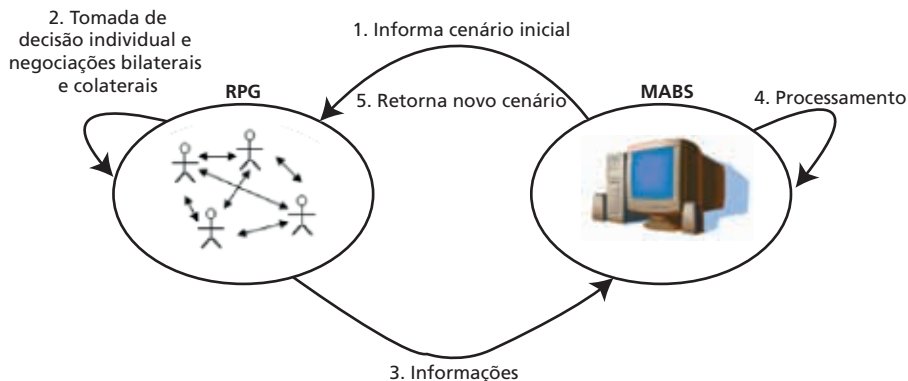 2. Tomada de
decisão individual e
negociações bilaterais
e colaterais
1. Informa cenário inicial
RPG
5. Retorna novo cenário
MABS
4. Processamento
3. Informações